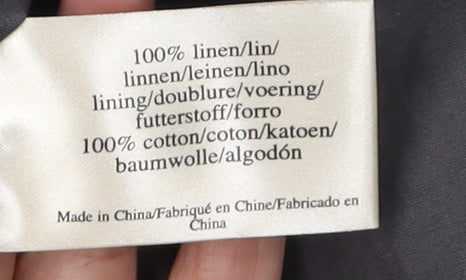 100% linen/lin/
linnen/leinen/lino
lining/doublure/voering/
futterstoff/forro
100% cotton/coton/katoen/
baumwolle/algodón
Made in China/Fabriqué en Chine/Fabricado en
China